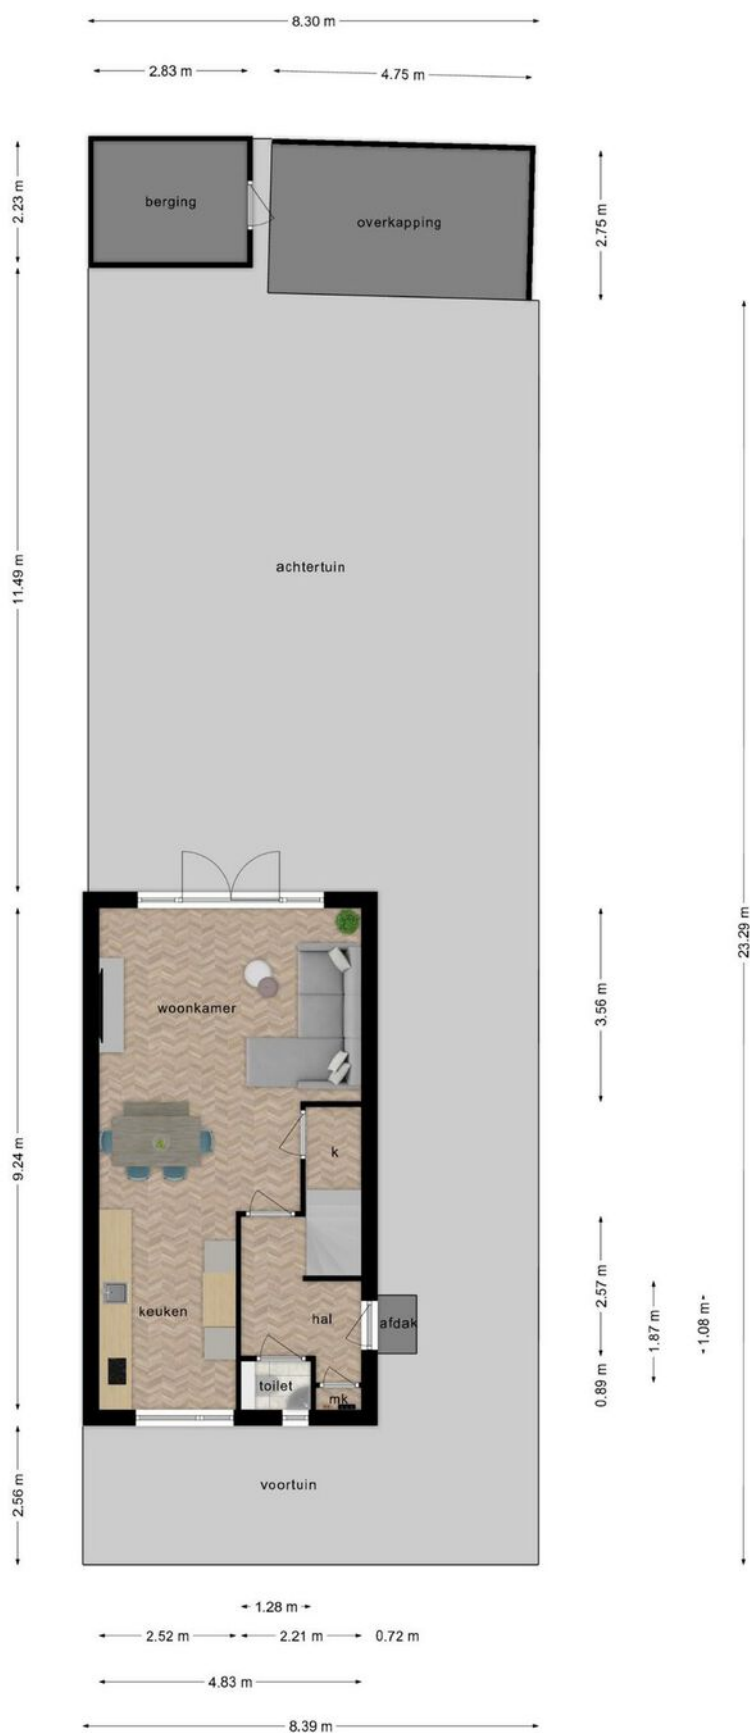 8.30 m
2.83 m
4.75 m
2.23 m
berging
overkapping
2.75 m
11.49 m
achtertuin
23.29 m
woonkamer
3.56 m
9.24 m
k
keuken
hal
afdak
2.57 m
1.87 m
1.08 m
toilet
mk
0.89 m
2.56 m
voortuin
1.28 m
2.52 m
2.21 m
0.72 m
4.83 m
8.39 m